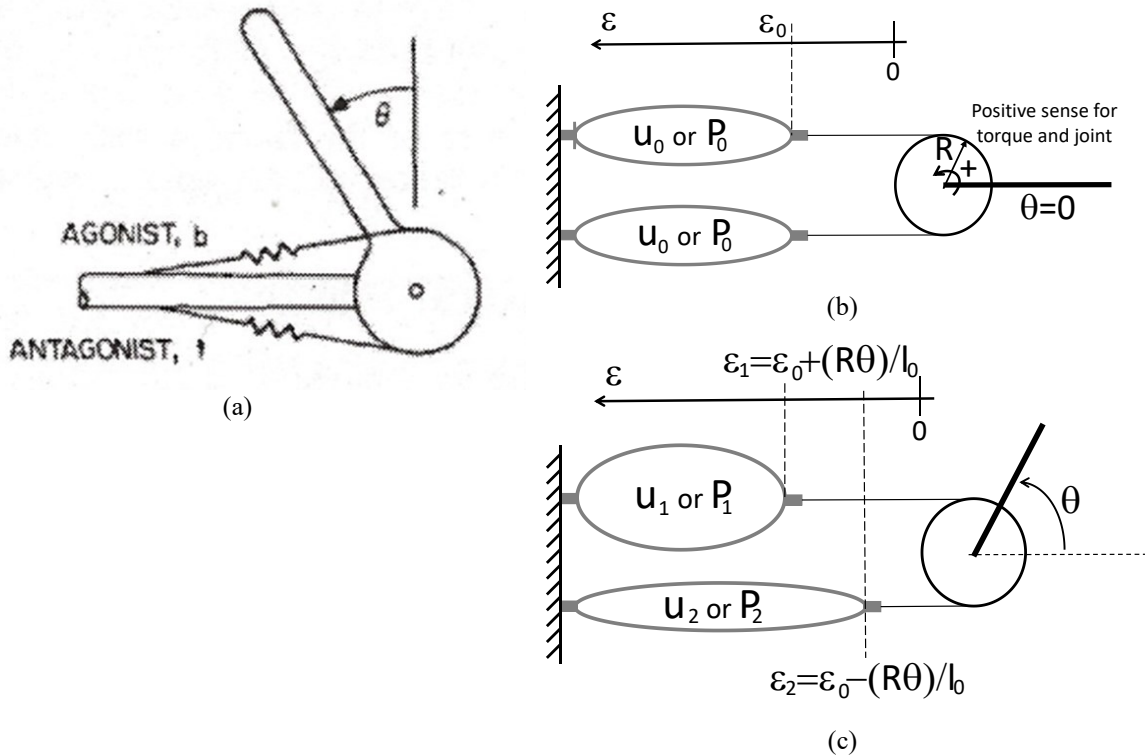 θ
AGONIST, b
ANTAGONIST, t
(a)
ε
ε₀
0
u₀ or P₀
Positive sense for
torque and joint
R
+
θ=0
u₀ or P₀
(b)
ε₁=ε₀+(Rθ)/l₀
ε
0
u₁ or P₁
θ
u₂ or P₂
ε₂=ε₀−(Rθ)/l₀
(c)